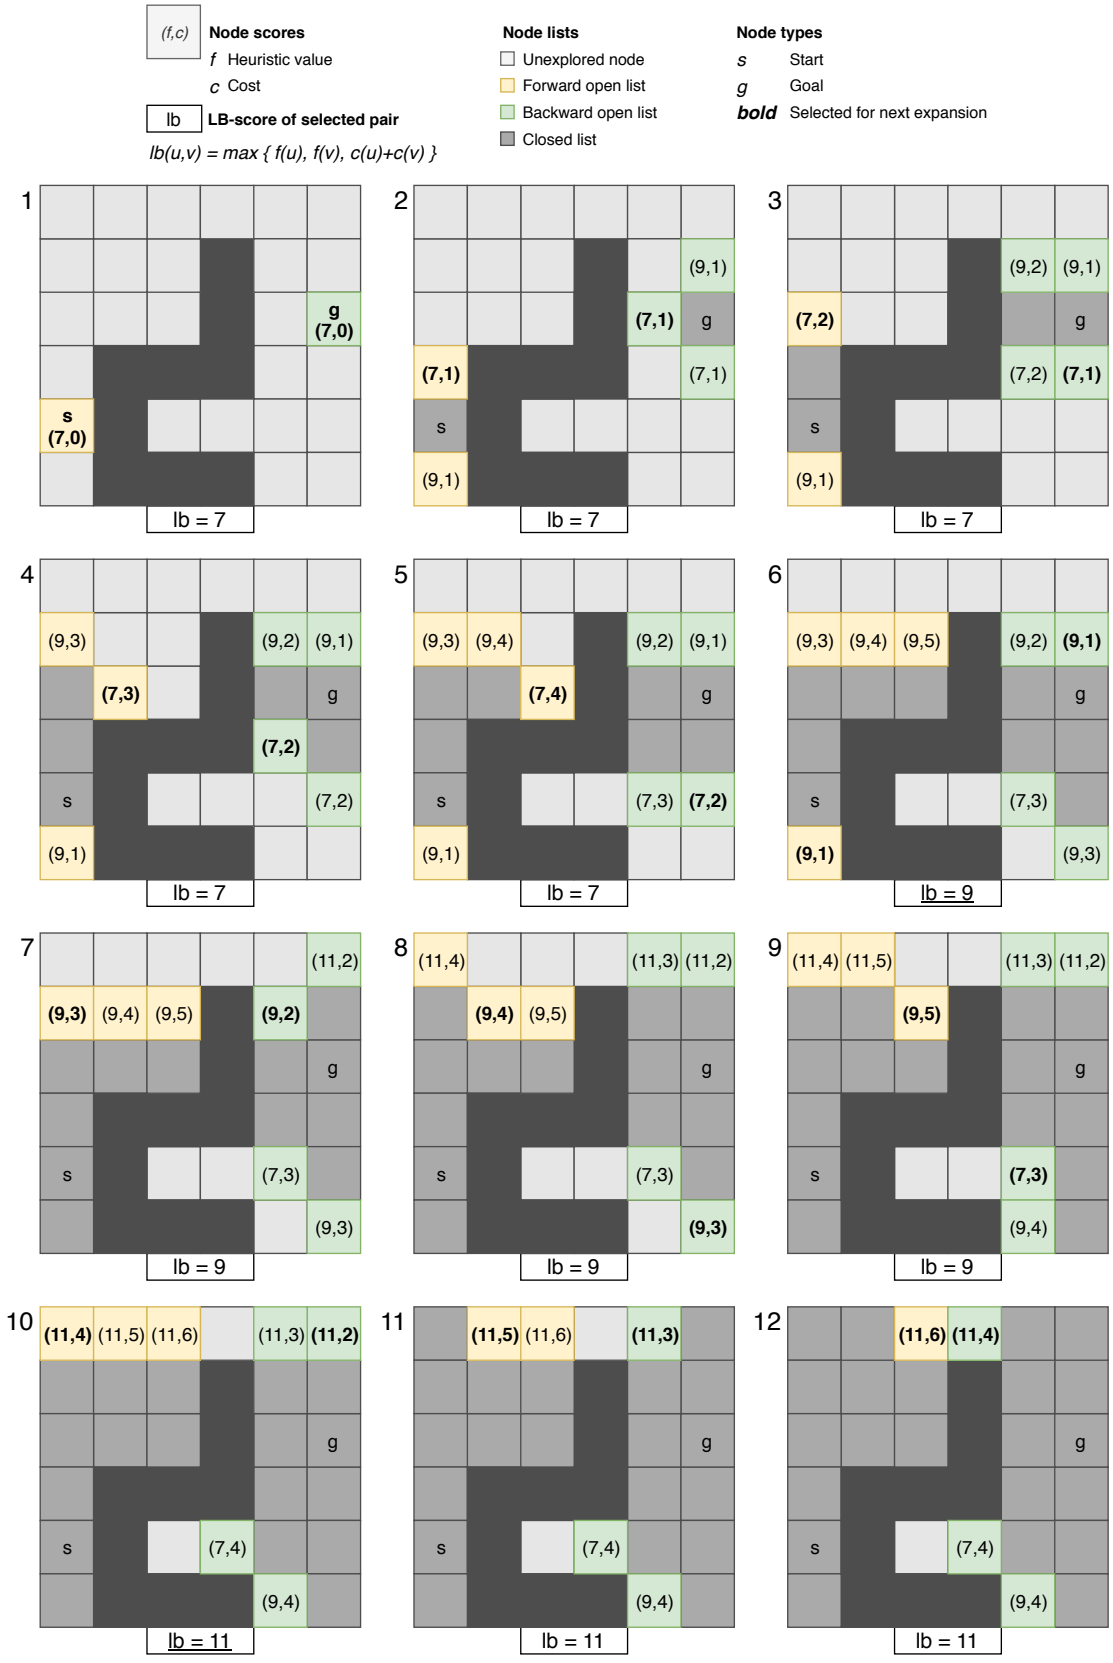 (f,c) Node scores Node lists Node types
f Heuristic value Unexplored node s Start
c Cost Forward open list g Goal
lb LB-score of selected pair Backward open list bold Selected for next expansion
lb(u,v) = max { f(u), f(v), c(u)+c(v) } Closed list
1 2 3
(9,1) (9,2) (9,1)
g (7,0) (7,1) g (7,2) g
(7,1) (7,1) (7,2) (7,1)
s (7,0) s s
(9,1) (9,1)
lb = 7 lb = 7 lb = 7
4 5 6
(9,3) (9,2) (9,1) (9,3) (9,4) (9,2) (9,1) (9,3) (9,4) (9,5) (9,2) (9,1)
(7,3) g (7,4) g g
(7,2)
s (7,2) s (7,3) (7,2) s (7,3)
(9,1) (9,1) (9,1) (9,3)
lb = 7 lb = 7 lb = 9
7 (11,2) 8 (11,4) (11,3) (11,2) 9 (11,4) (11,5) (11,3) (11,2)
(9,3) (9,4) (9,5) (9,2) (9,4) (9,5) (9,5)
g g g
s (7,3) s (7,3) s (7,3)
(9,3) (9,3) (9,4)
lb = 9 lb = 9 lb = 9
10 (11,4) (11,5) (11,6) (11,3) (11,2) 11 (11,5) (11,6) (11,3) 12 (11,6) (11,4)
g g g
s (7,4) s (7,4) s (7,4)
(9,4) (9,4) (9,4)
lb = 11 lb = 11 lb = 11